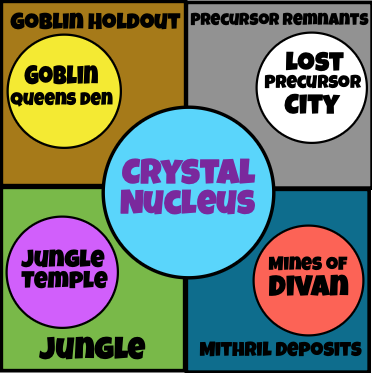 Goblin Holdout
Precursor Remnants
Goblin
Queens Den
Lost
Precursor
City
Crystal
Nucleus
Jungle
Temple
Mines of
Divan
Jungle
Mithril Deposits